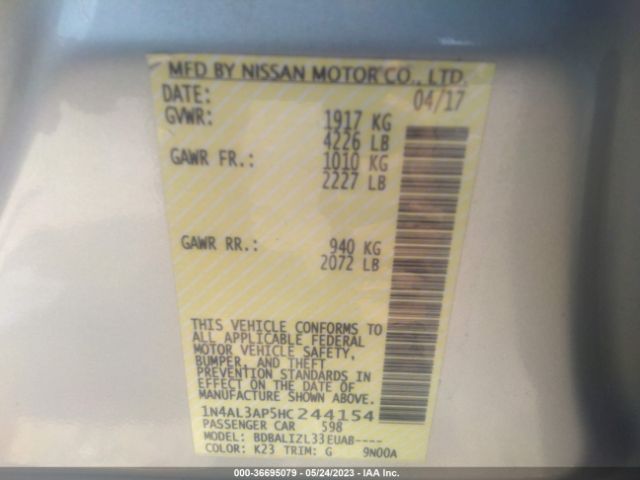 MFD BY NISSAN MOTOR CO., LTD.
DATE: 04/17
GVWR: 1917 KG
4226 LB
GAWR FR.: 1010 KG
2227 LB
GAWR RR.: 940 KG
2072 LB
THIS VEHICLE CONFORMS TO
ALL APPLICABLE FEDERAL
MOTOR VEHICLE SAFETY,
BUMPER, AND THEFT
PREVENTION STANDARDS IN
EFFECT ON THE DATE OF
MANUFACTURE SHOWN ABOVE.
1N4AL3AP5HC244154
PASSENGER CAR 598
MODEL: BDBALIZL33EUAB----
COLOR: K23 TRIM: G 9N00A
000-36695079 - 05/24/2023 - IAA Inc.